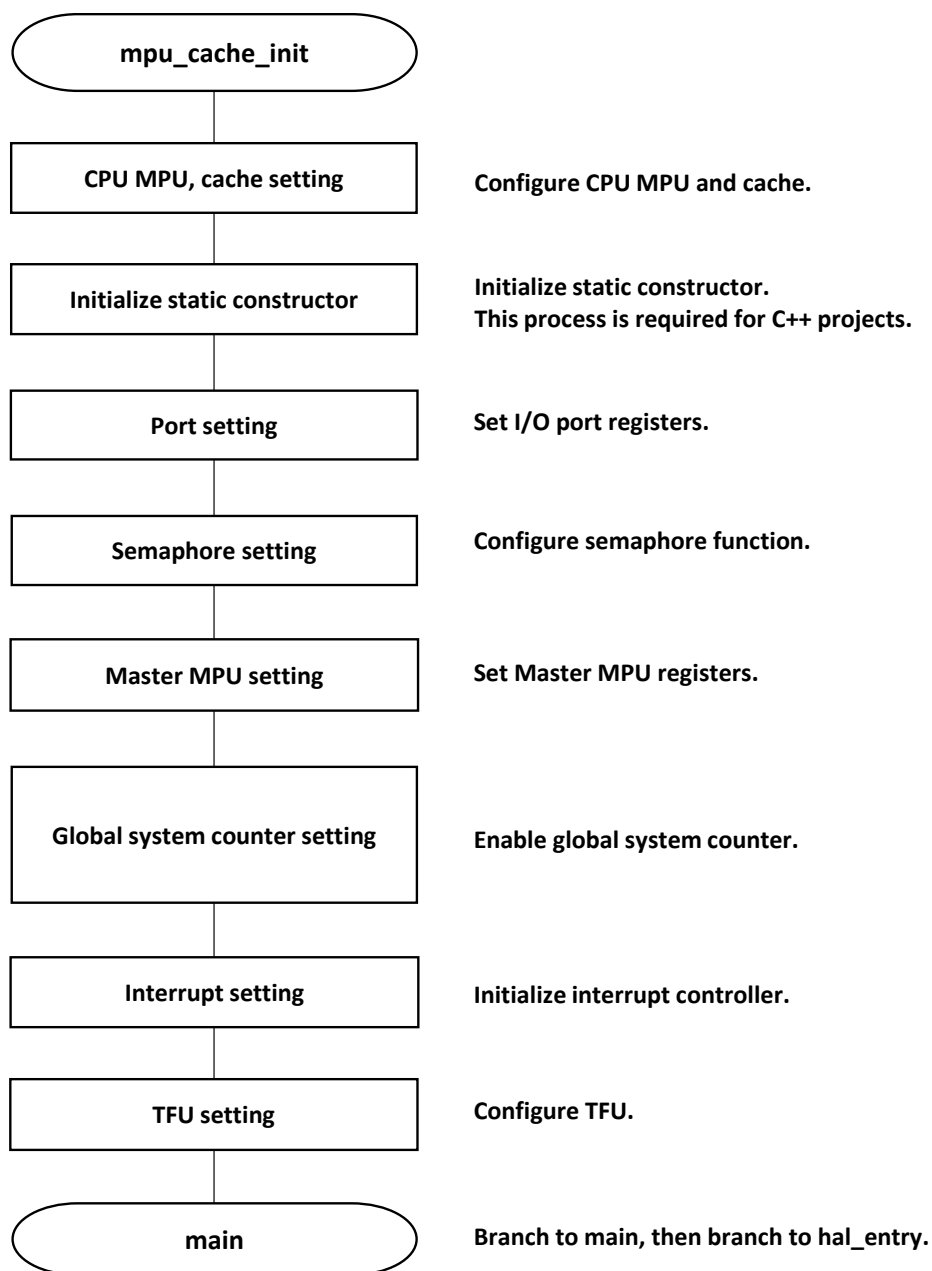 mpu_cache_init
CPU MPU, cache setting
Configure CPU MPU and cache.
Initialize static constructor
Initialize static constructor.
This process is required for C++ projects.
Port setting
Set I/O port registers.
Semaphore setting
Configure semaphore function.
Master MPU setting
Set Master MPU registers.
Global system counter setting
Enable global system counter.
Interrupt setting
Initialize interrupt controller.
TFU setting
Configure TFU.
main
Branch to main, then branch to hal_entry.